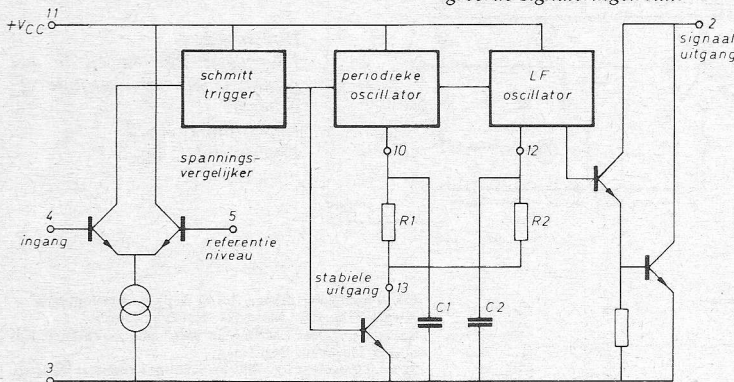 11
+VCC
2
signaal
uitgang
schmitt
trigger
periodieke
oscillator
LF
oscillator
10
12
spannings-
vergelijker
4
ingang
5
referentie
niveau
R1
R2
stabiele
uitgang
13
C1
C2
3